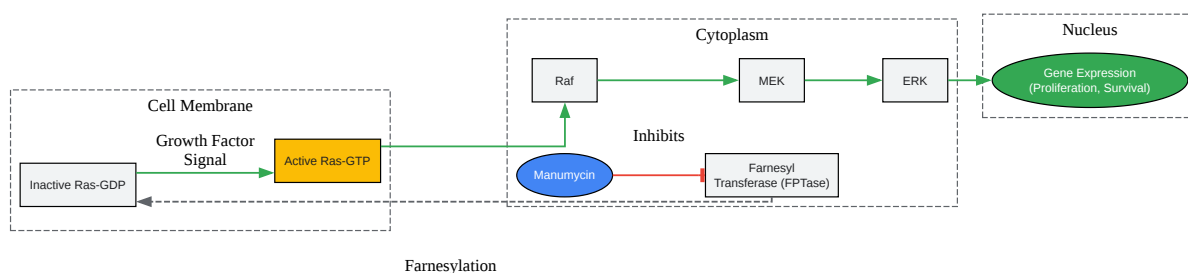 Nucleus
Cytoplasm
Raf
MEK
ERK
Gene Expression
(Proliferation, Survival)
Cell Membrane
Growth Factor
Signal
Inhibits
Active Ras-GTP
Inactive Ras-GDP
Manumycin
Farnesyl
Transferase (FPTase)
Farnesylation